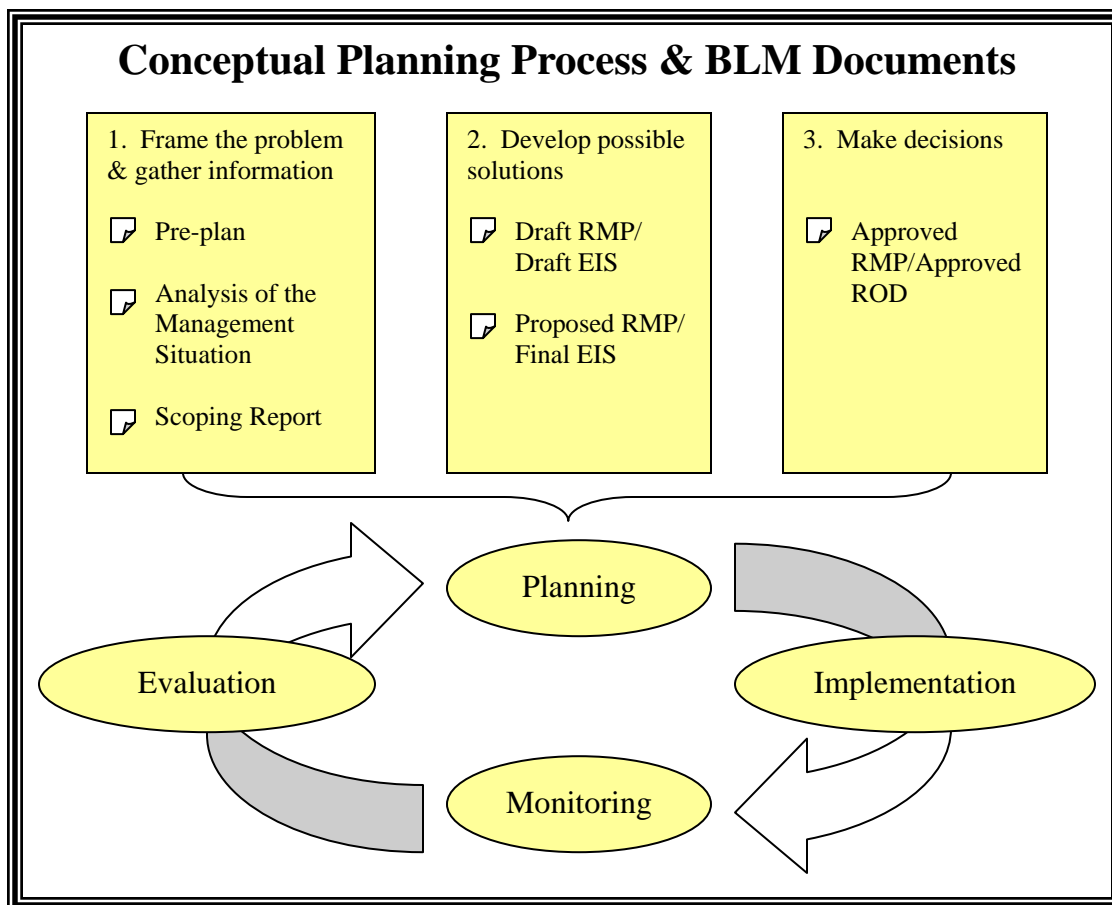 Conceptual Planning Process & BLM Documents
1. Frame the problem
& gather information
Pre-plan
Analysis of the
Management
Situation
Scoping Report
2. Develop possible
solutions
Draft RMP/
Draft EIS
Proposed RMP/
Final EIS
3. Make decisions
Approved
RMP/Approved
ROD
Planning
Evaluation
Implementation
Monitoring